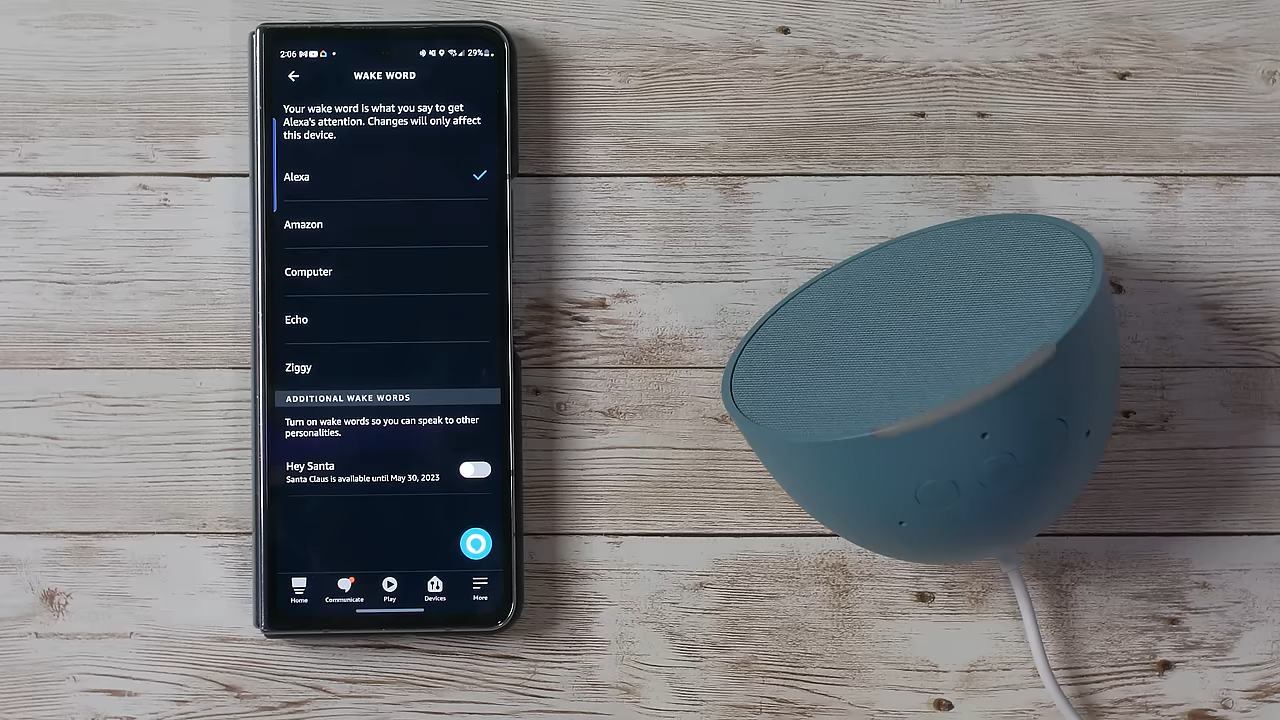 2:06 29%
WAKE WORD
Your wake word is what you say to get
Alexa's attention. Changes will only affect
this device.
Alexa
Amazon
Computer
Echo
Ziggy
ADDITIONAL WAKE WORDS
Turn on wake words so you can speak to other
personalities.
Hey Santa
Santa Claus is available until May 30, 2023
Home Communicate Play Devices More